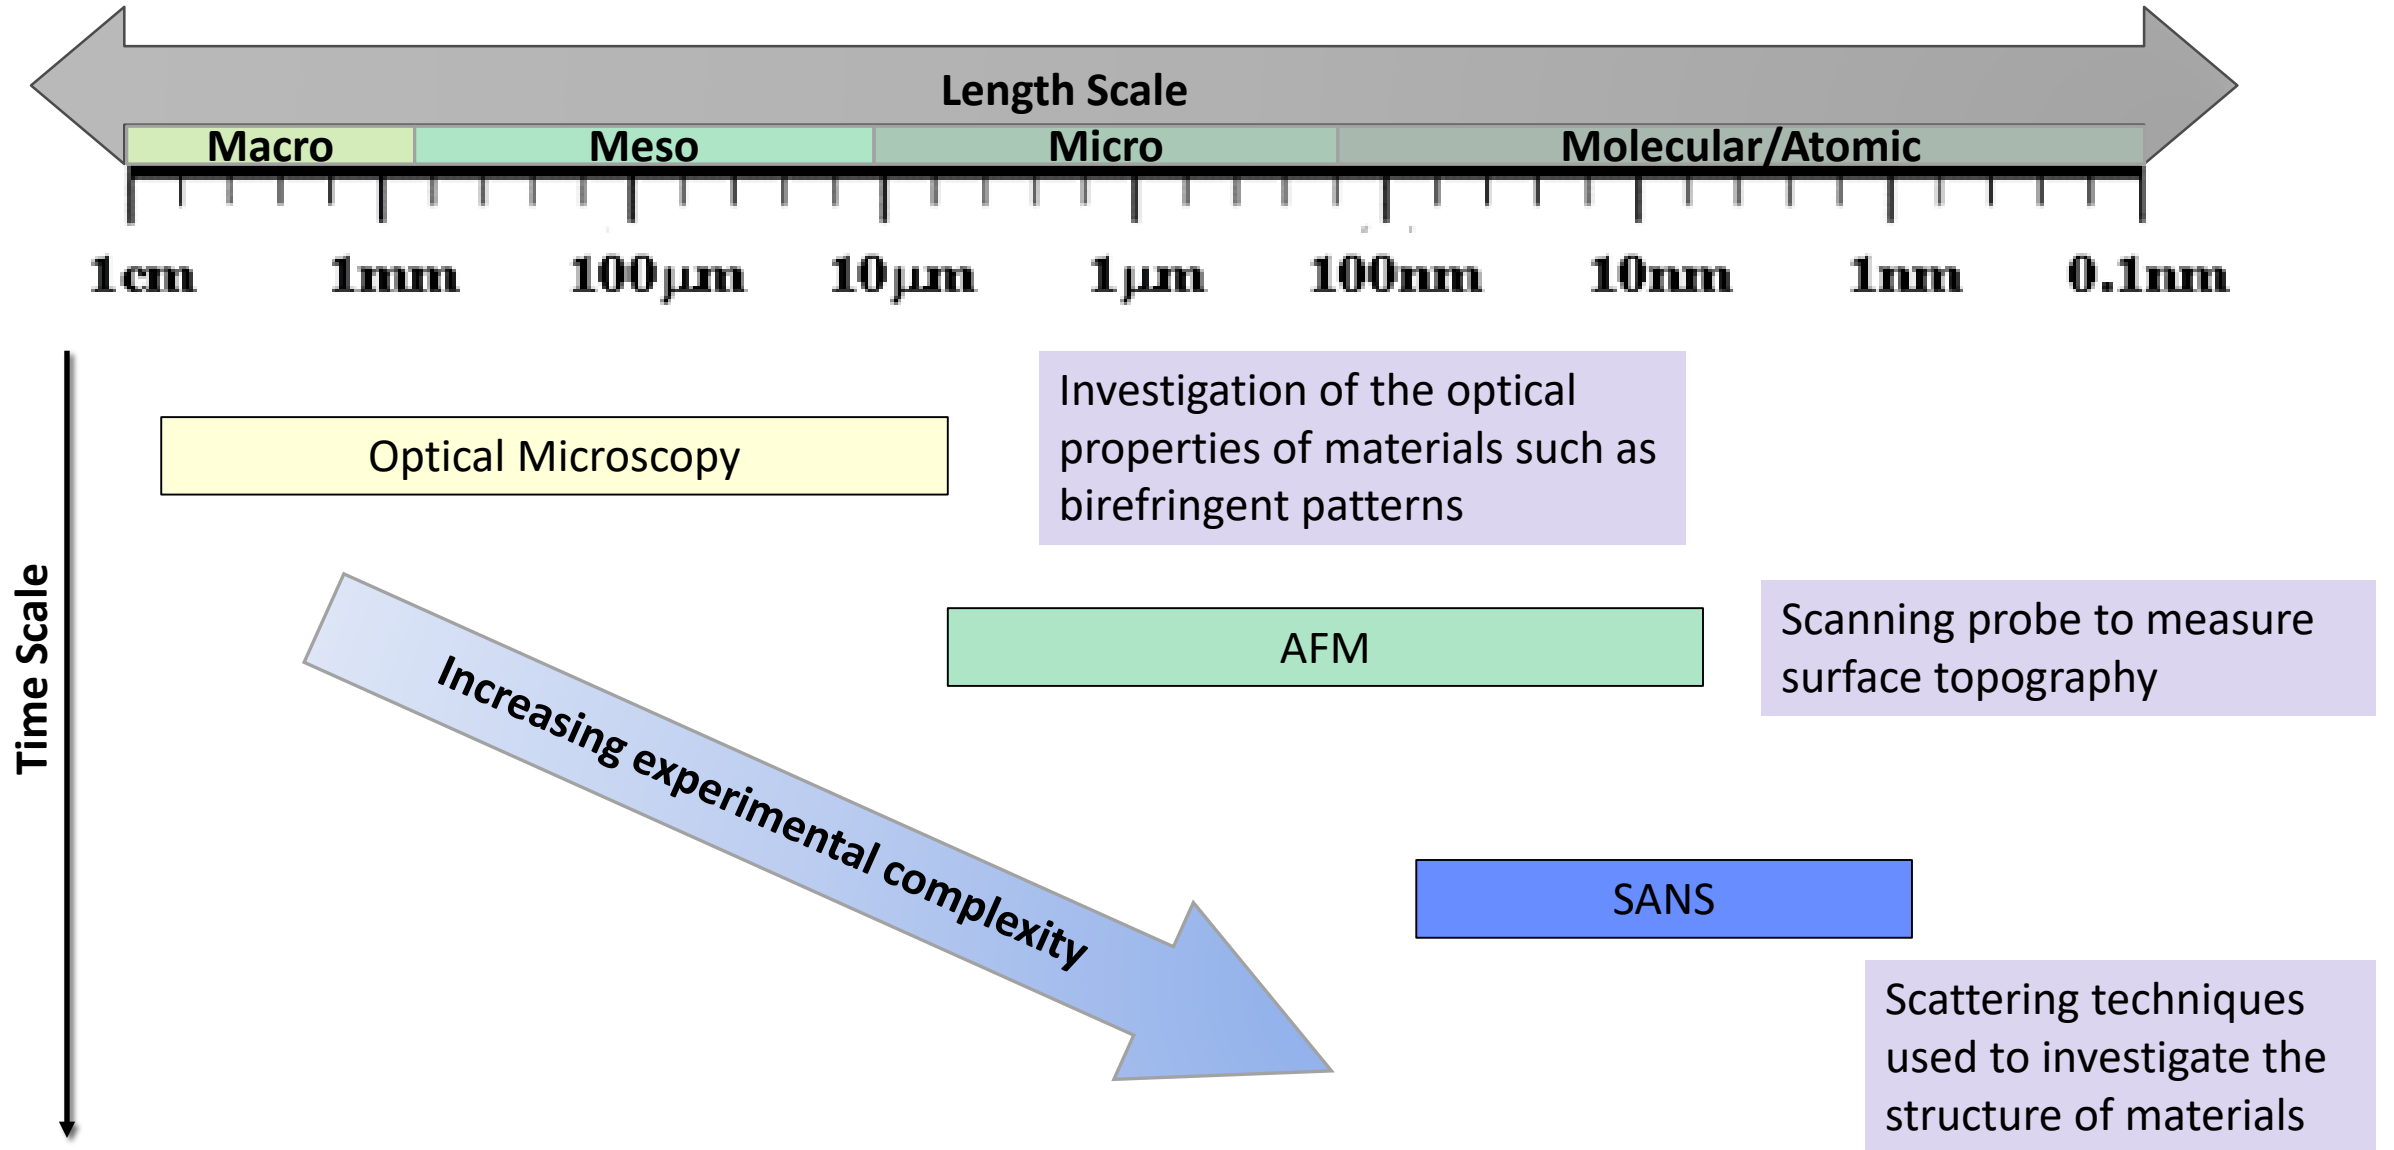 Length Scale
Macro Meso Micro Molecular/Atomic
1cm 1mm 100μm 10μm 1μm 100nm 10nm 1nm 0.1nm
Time Scale
Optical Microscopy
Investigation of the optical
properties of materials such as
birefringent patterns
AFM
Scanning probe to measure
surface topography
Increasing experimental complexity
SANS
Scattering techniques
used to investigate the
structure of materials